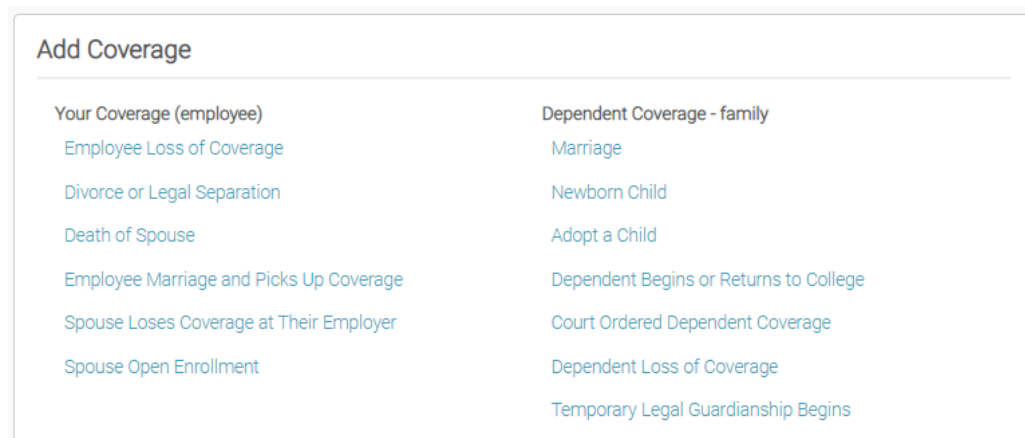 Add Coverage
Your Coverage (employee)
Employee Loss of Coverage
Divorce or Legal Separation
Death of Spouse
Employee Marriage and Picks Up Coverage
Spouse Loses Coverage at Their Employer
Spouse Open Enrollment
Dependent Coverage - family
Marriage
Newborn Child
Adopt a Child
Dependent Begins or Returns to College
Court Ordered Dependent Coverage
Dependent Loss of Coverage
Temporary Legal Guardianship Begins